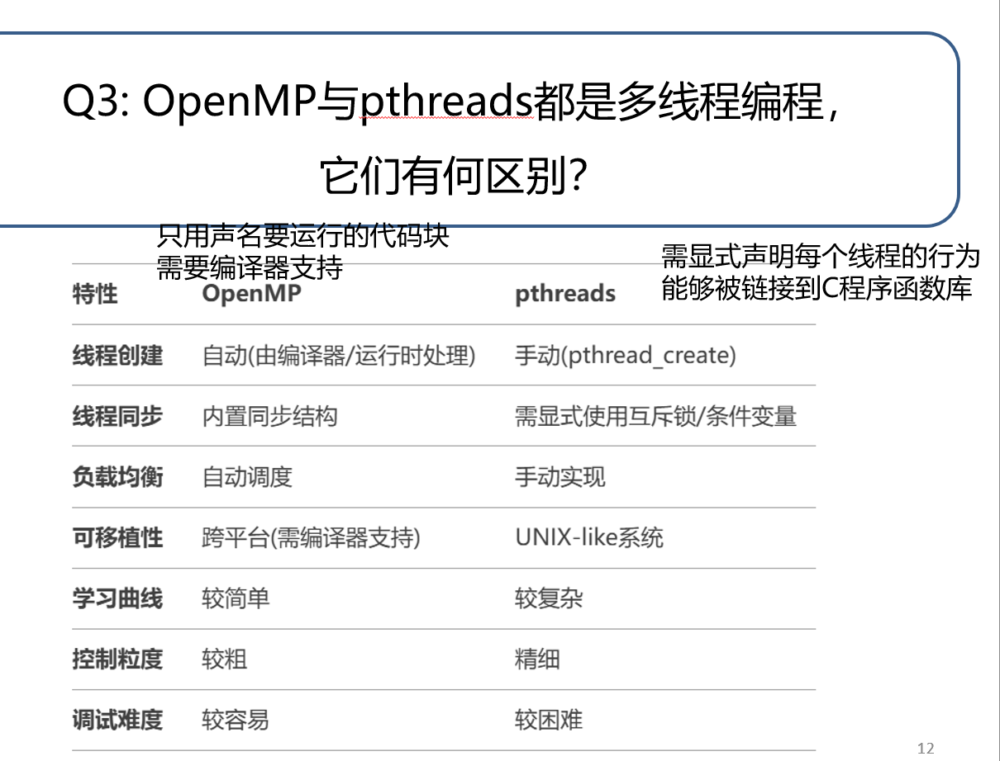 Q3: OpenMP与pthreads都是多线程编程，
它们有何区别？
只用声名要运行的代码块
需要编译器支持
需显式声明每个线程的行为
能够被链接到C程序函数库
特性 OpenMP pthreads
线程创建 自动(由编译器/运行时处理) 手动(pthread_create)
线程同步 内置同步结构 需显式使用互斥锁/条件变量
负载均衡 自动调度 手动实现
可移植性 跨平台(需编译器支持) UNIX-like系统
学习曲线 较简单 较复杂
控制粒度 较粗 精细
调试难度 较容易 较困难
12